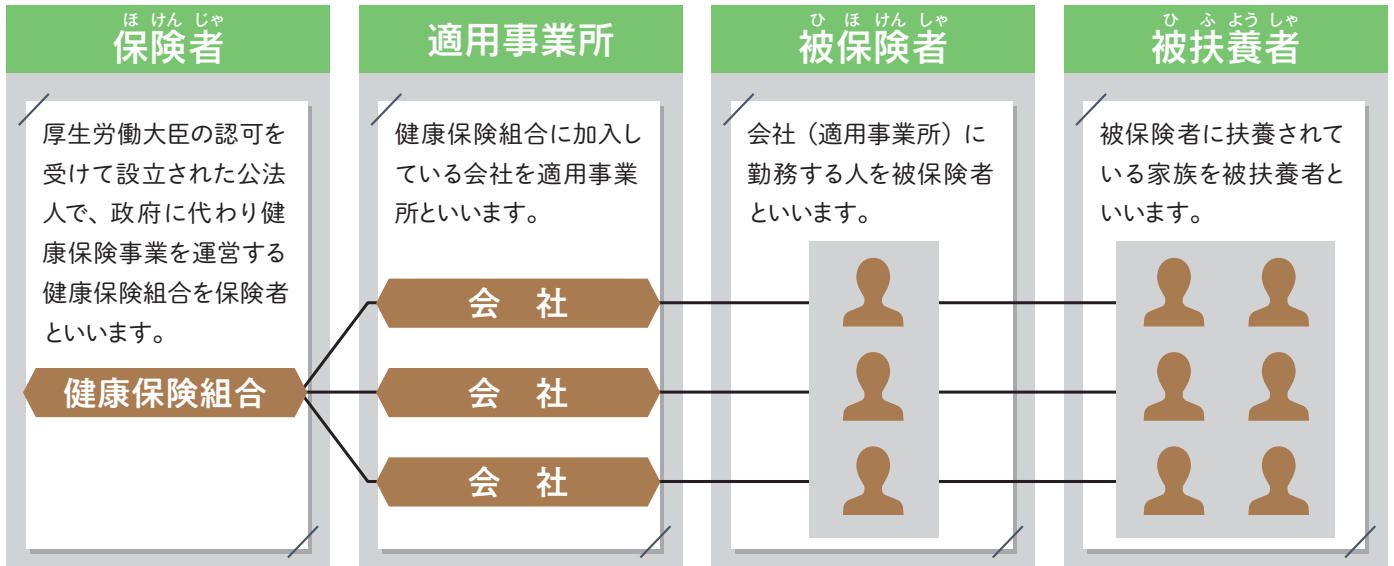 ほけんじゃ
保険者
厚生労働大臣の認可を
受けて設立された公法
人で、政府に代わり健
康保険事業を運営する
健康保険組合を保険者
といいます。
健康保険組合
適用事業所
健康保険組合に加入し
ている会社を適用事業
所といいます。
会 社
会 社
会 社
ひほけんしゃ
被保険者
会社（適用事業所）に
勤務する人を被保険者
といいます。
ひふようしゃ
被扶養者
被保険者に扶養されて
いる家族を被扶養者と
いいます。